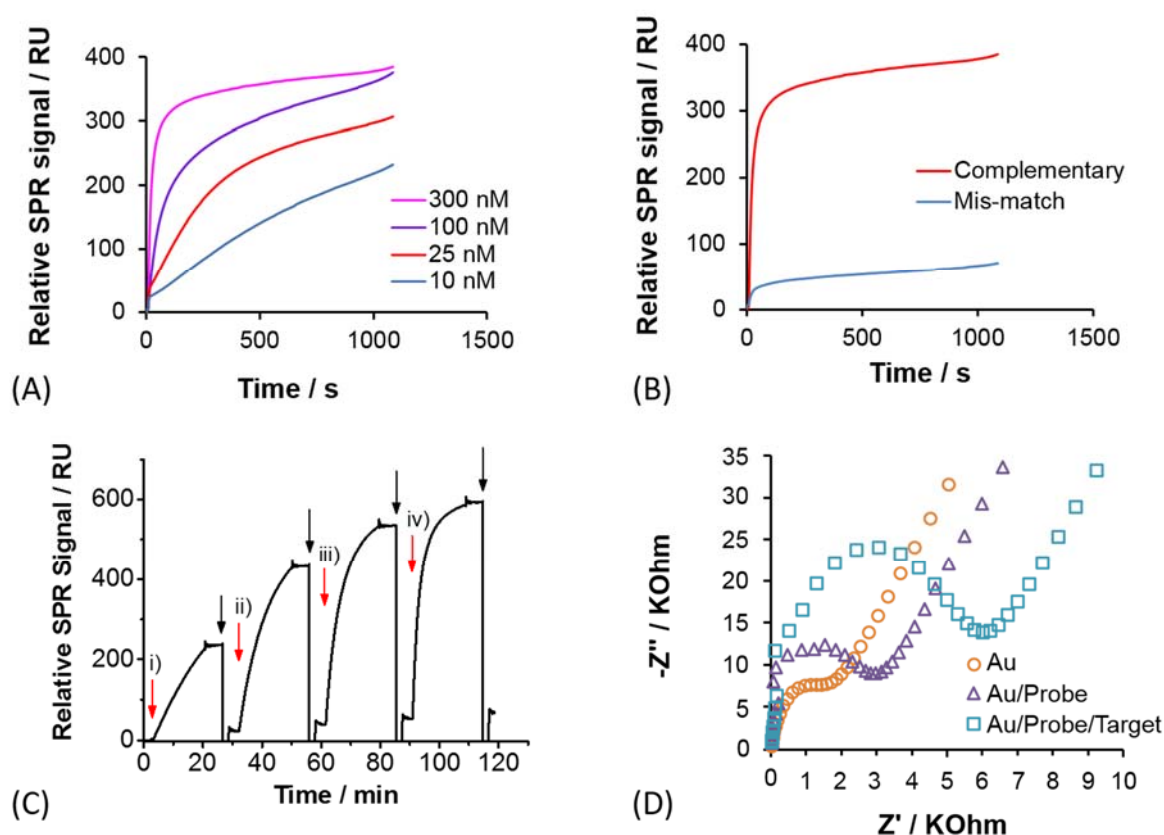 400
300
200
100
0
Relative SPR signal / RU
300 nM
100 nM
25 nM
10 nM
0 500 1000 1500
Time / s
(A)
400
300
200
100
0
Relative SPR signal / RU
Complementary
Mis-match
0 500 1000 1500
Time / s
(B)
600
400
200
0
Relative SPR Signal / RU
i)
ii)
iii)
iv)
0 20 40 60 80 100 120
Time / min
(C)
35
30
25
20
15
10
5
0
-Z'' / KOhm
Au
Au/Probe
Au/Probe/Target
0 1 2 3 4 5 6 7 8 9 10
Z' / KOhm
(D)